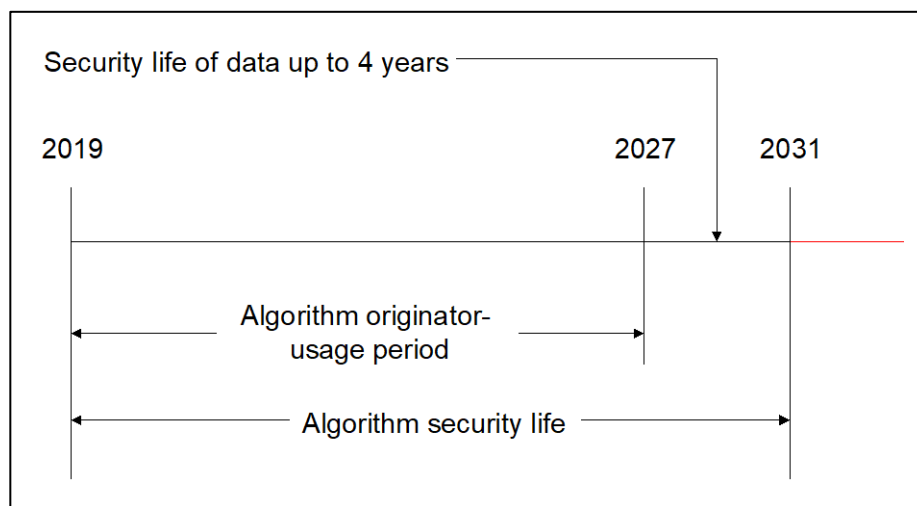 Security life of data up to 4 years
2019
2027
2031
Algorithm originator-
usage period
Algorithm security life